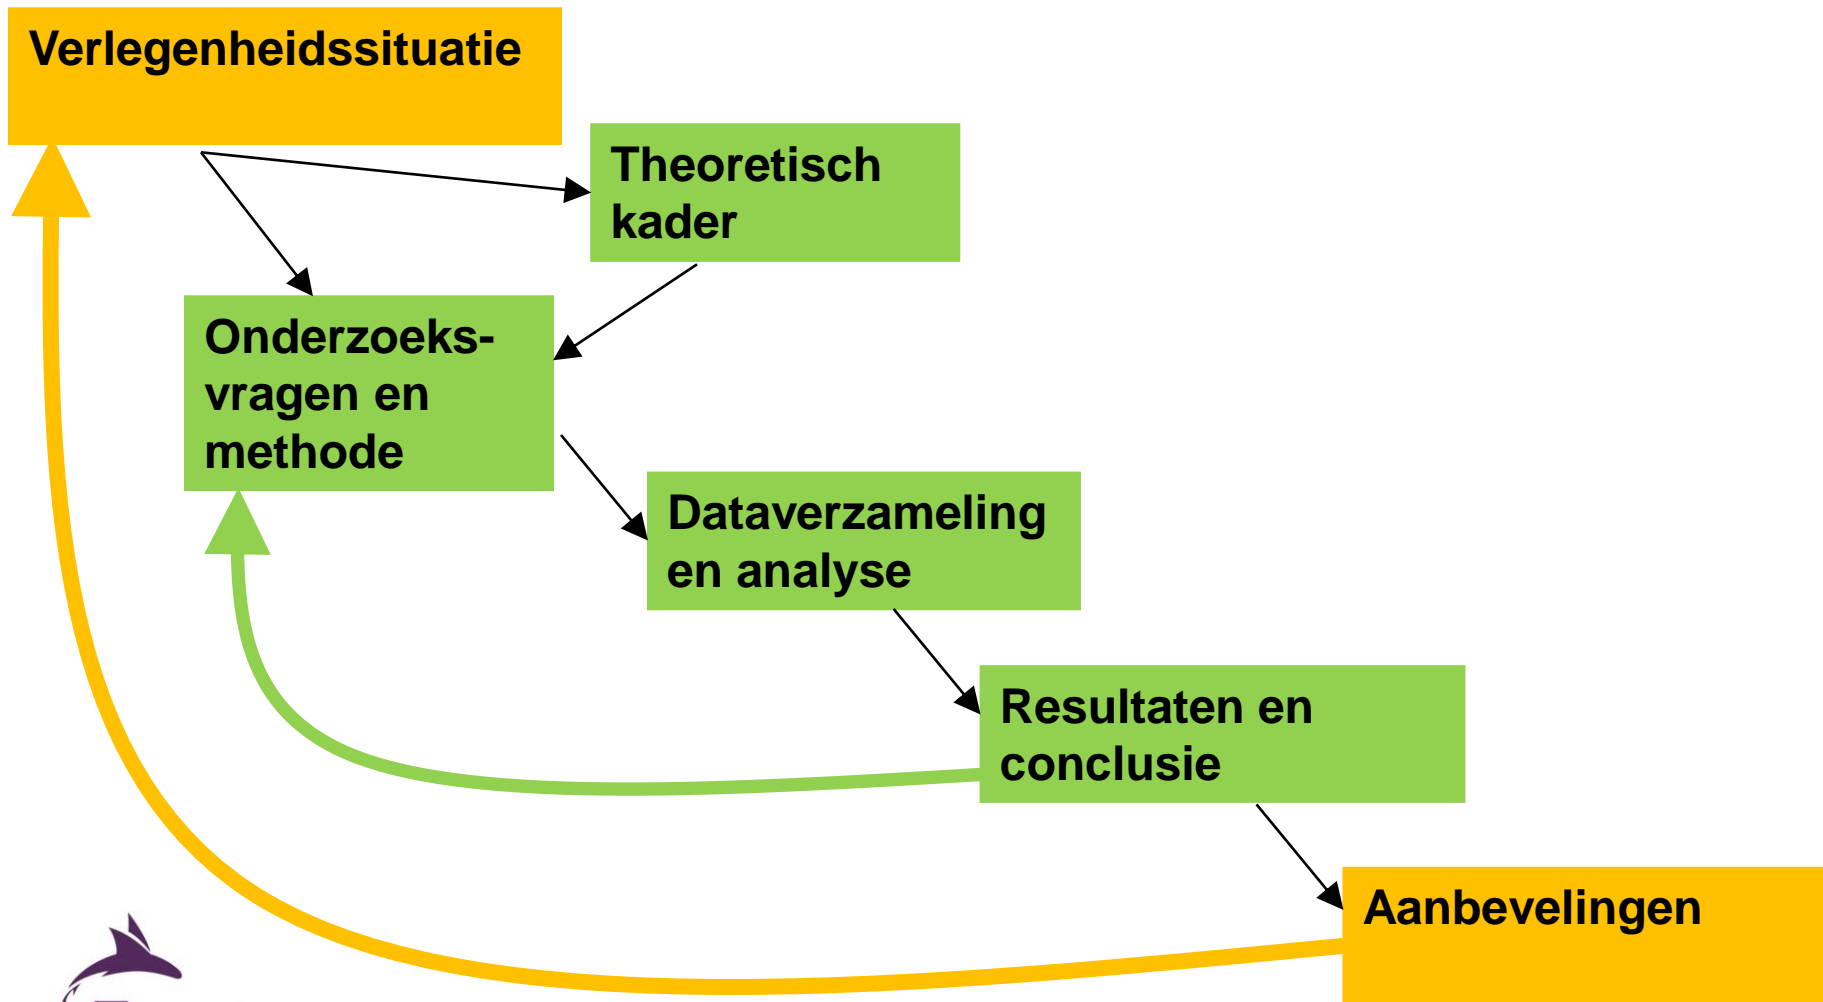 Verlegenheidssituatie
Theoretisch
kader
Onderzoeks-
vragen en
methode
Dataverzameling
en analyse
Resultaten en
conclusie
Aanbevelingen